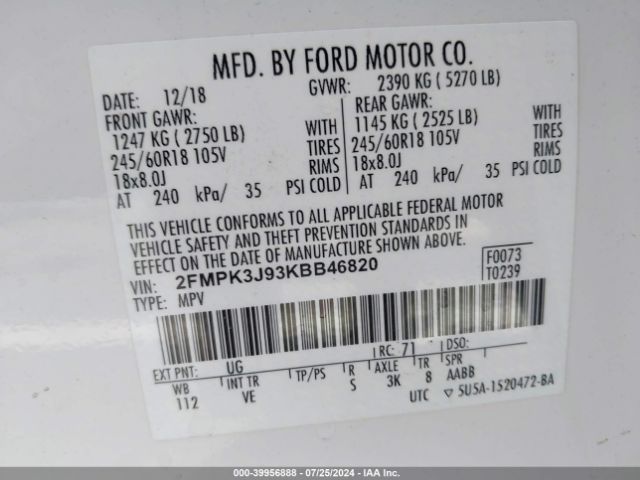 MFD. BY FORD MOTOR CO.
DATE: 12/18 GVWR: 2390 KG (5270 LB)
FRONT GAWR: REAR GAWR:
1247 KG (2750 LB) WITH 1145 KG (2525 LB) WITH
245/60R18 105V TIRES 245/60R18 105V TIRES
18x8.0J RIMS 18x8.0J RIMS
AT 240 kPa/ 35 PSI COLD AT 240 kPa/ 35 PSI COLD
THIS VEHICLE CONFORMS TO ALL APPLICABLE FEDERAL MOTOR
VEHICLE SAFETY AND THEFT PREVENTION STANDARDS IN
EFFECT ON THE DATE OF MANUFACTURE SHOWN ABOVE.
VIN: 2FMPK3J93KBB46820 F0073
TYPE: MPV T0239
EXT PNT: UG RC: 71 DSO:
WB INT TR TP/PS R AXLE TR SPR
112 VE S 3K 8 AABB
UTC ▽ 5U5A-1520472-BA
000-39956888 - 07/25/2024 - IAA Inc.